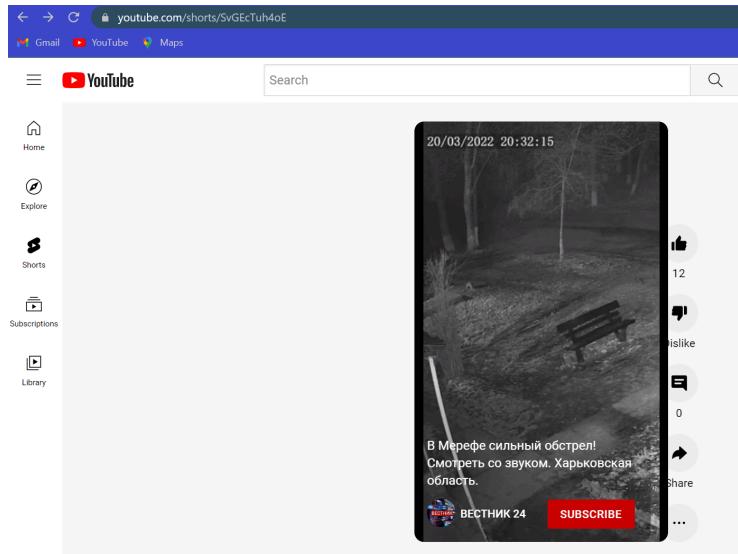 youtube.com/shorts/SvGEcTuh4oE
Gmail YouTube Maps
YouTube
Search
Home
Explore
Shorts
Subscriptions
Library
20/03/2022 20:32:15
12
Dislike
0
Share
В Мерефе сильный обстрел!
Смотреть со звуком. Харьковская
область.
ВЕСТНИК 24 SUBSCRIBE